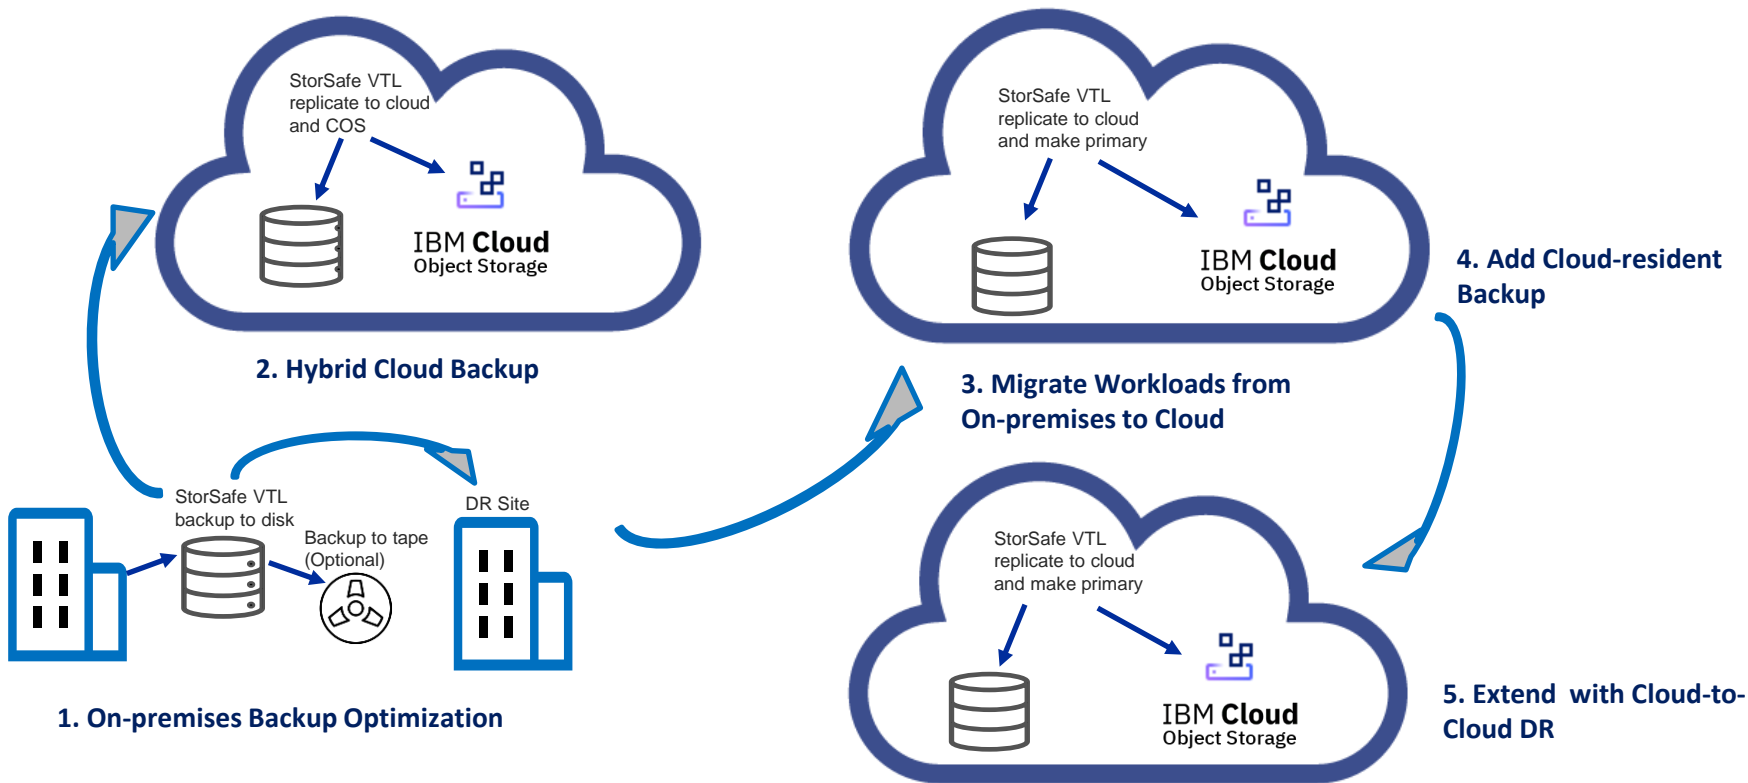 StorSafe VTL
replicate to cloud
and COS
IBM Cloud
Object Storage
2. Hybrid Cloud Backup
StorSafe VTL
backup to disk
Backup to tape
(Optional)
DR Site
1. On-premises Backup Optimization
StorSafe VTL
replicate to cloud
and make primary
IBM Cloud
Object Storage
3. Migrate Workloads from
On-premises to Cloud
4. Add Cloud-resident
Backup
StorSafe VTL
replicate to cloud
and make primary
IBM Cloud
Object Storage
5. Extend with Cloud-to-
Cloud DR